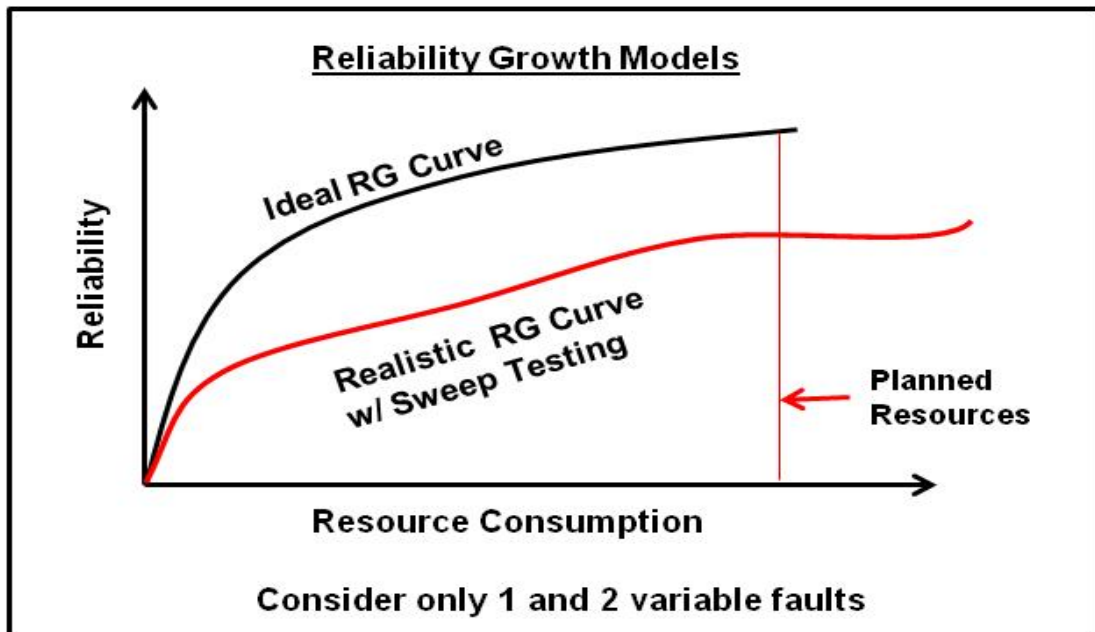 Reliability Growth Models
Ideal RG Curve
Reliability
Realistic RG Curve
w/ Sweep Testing
Planned
Resources
Resource Consumption
Consider only 1 and 2 variable faults